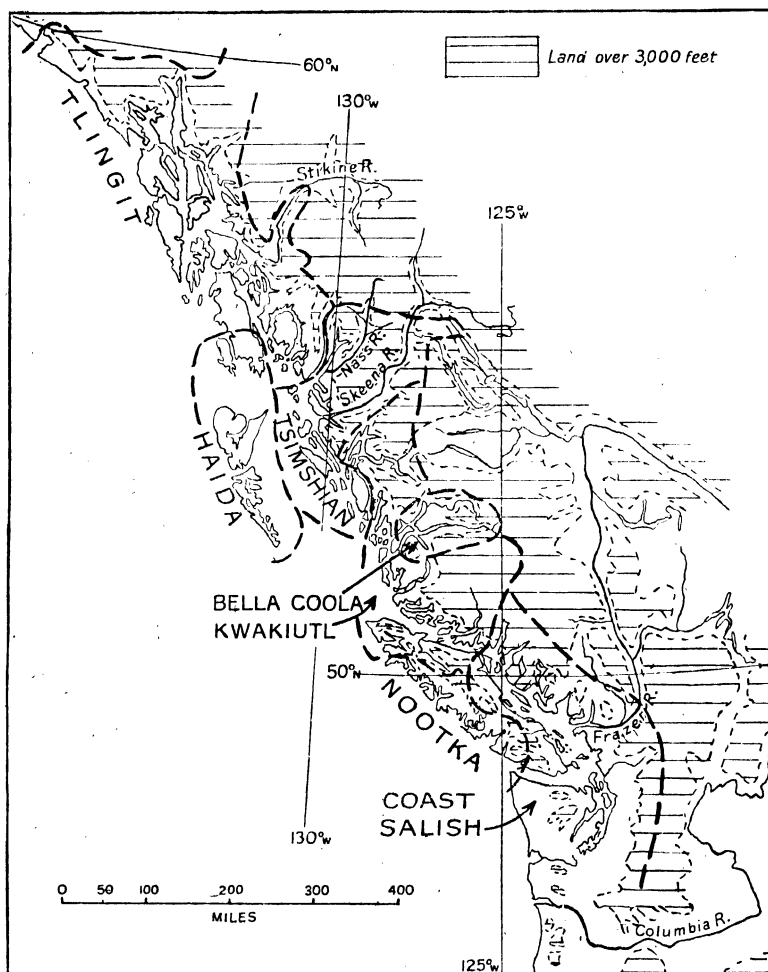 60°N
Land over 3,000 feet
130°W
TLINGIT
Stikine R.
125°W
Nass R.
Skeena R.
HAIDA
TSIMSHIAN
BELLA COOLA
KWAKIUTL
50°N
NOOTKA
Frazer R.
COAST
SALISH
130°W
0 50 100 200 300 400
MILES
Columbia R.
125°W